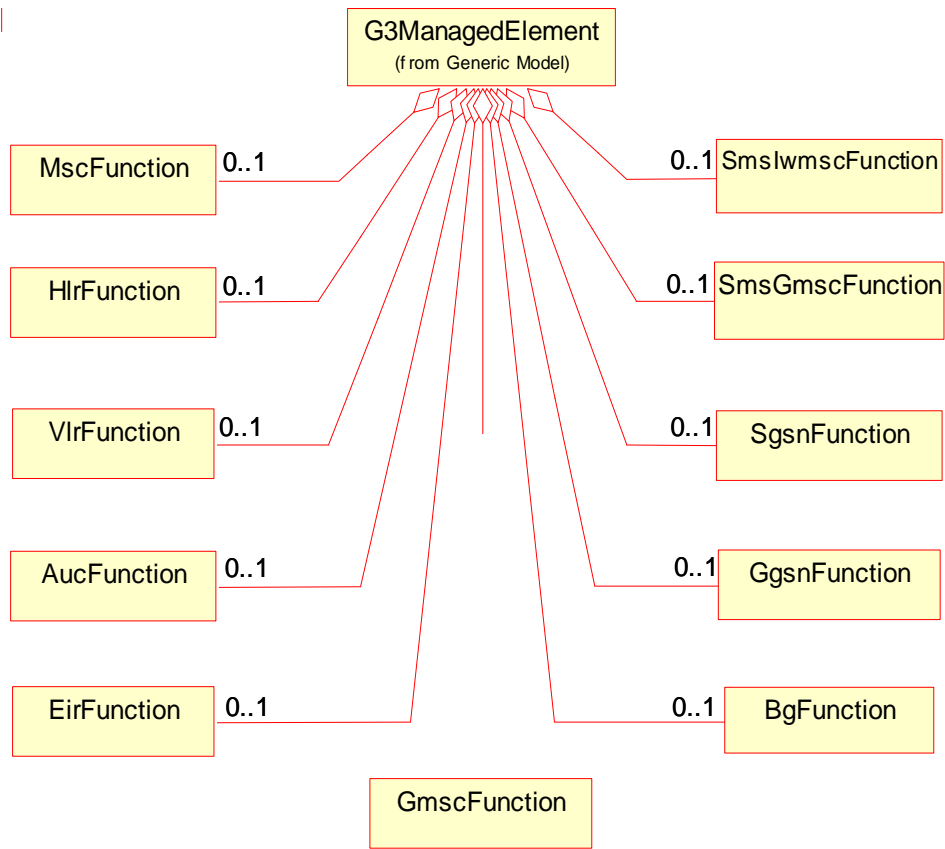 G3ManagedElement
(from Generic Model)
MscFunction 0..1
0..1 SmsIwmscFunction
HlrFunction 0..1
0..1 SmsGmscFunction
VlrFunction 0..1
0..1 SgsnFunction
AucFunction 0..1
0..1 GgsnFunction
EirFunction 0..1
0..1 BgFunction
GmscFunction